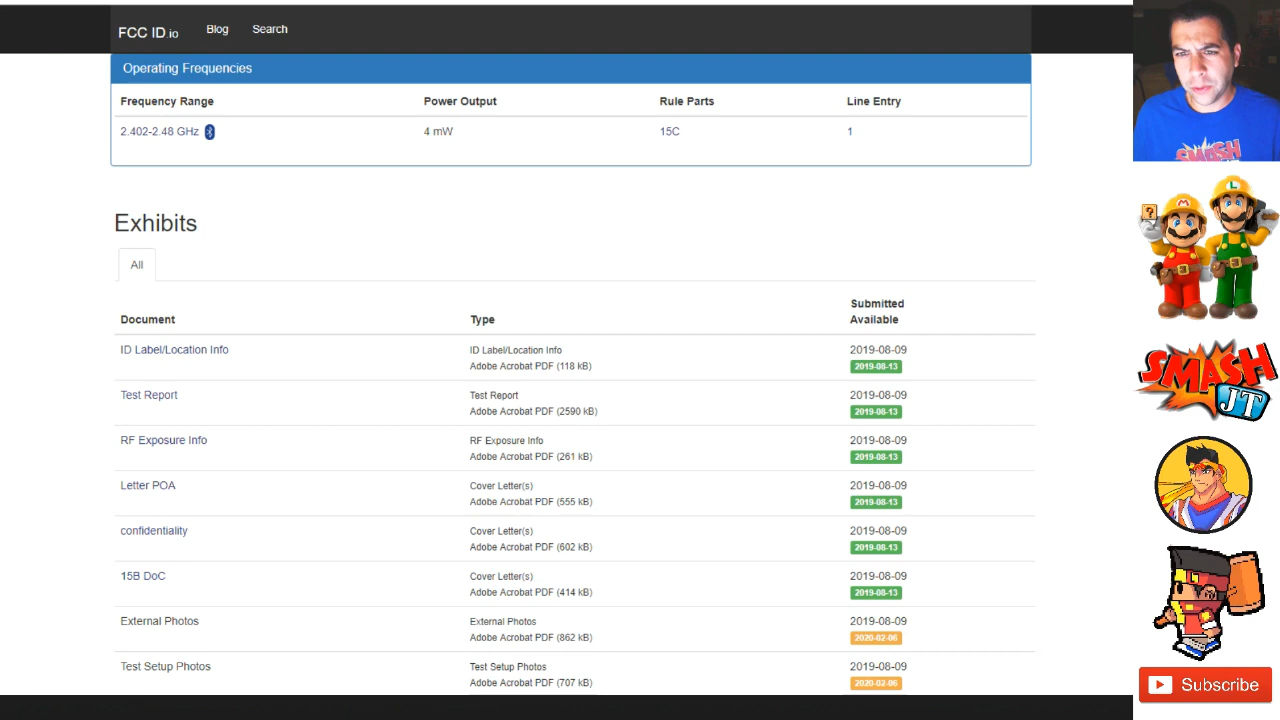 FCC ID.io Blog Search
Operating Frequencies
Frequency Range Power Output Rule Parts Line Entry
2.402-2.48 GHz 4 mW 15C 1
Exhibits
All
Document Type Submitted Available
ID Label/Location Info ID Label/Location Info 2019-08-09
Adobe Acrobat PDF (118 kB) 2019-08-13
Test Report Test Report 2019-08-09
Adobe Acrobat PDF (2590 kB) 2019-08-13
RF Exposure Info RF Exposure Info 2019-08-09
Adobe Acrobat PDF (261 kB) 2019-08-13
Letter POA Cover Letter(s) 2019-08-09
Adobe Acrobat PDF (555 kB) 2019-08-13
confidentiality Cover Letter(s) 2019-08-09
Adobe Acrobat PDF (602 kB) 2019-08-13
15B DoC Cover Letter(s) 2019-08-09
Adobe Acrobat PDF (414 kB) 2019-08-13
External Photos External Photos 2019-08-09
Adobe Acrobat PDF (862 kB) 2020-02-06
Test Setup Photos Test Setup Photos 2019-08-09
Adobe Acrobat PDF (707 kB) 2020-02-06
SMASH
M
L
?
SMASH
JT
Subscribe